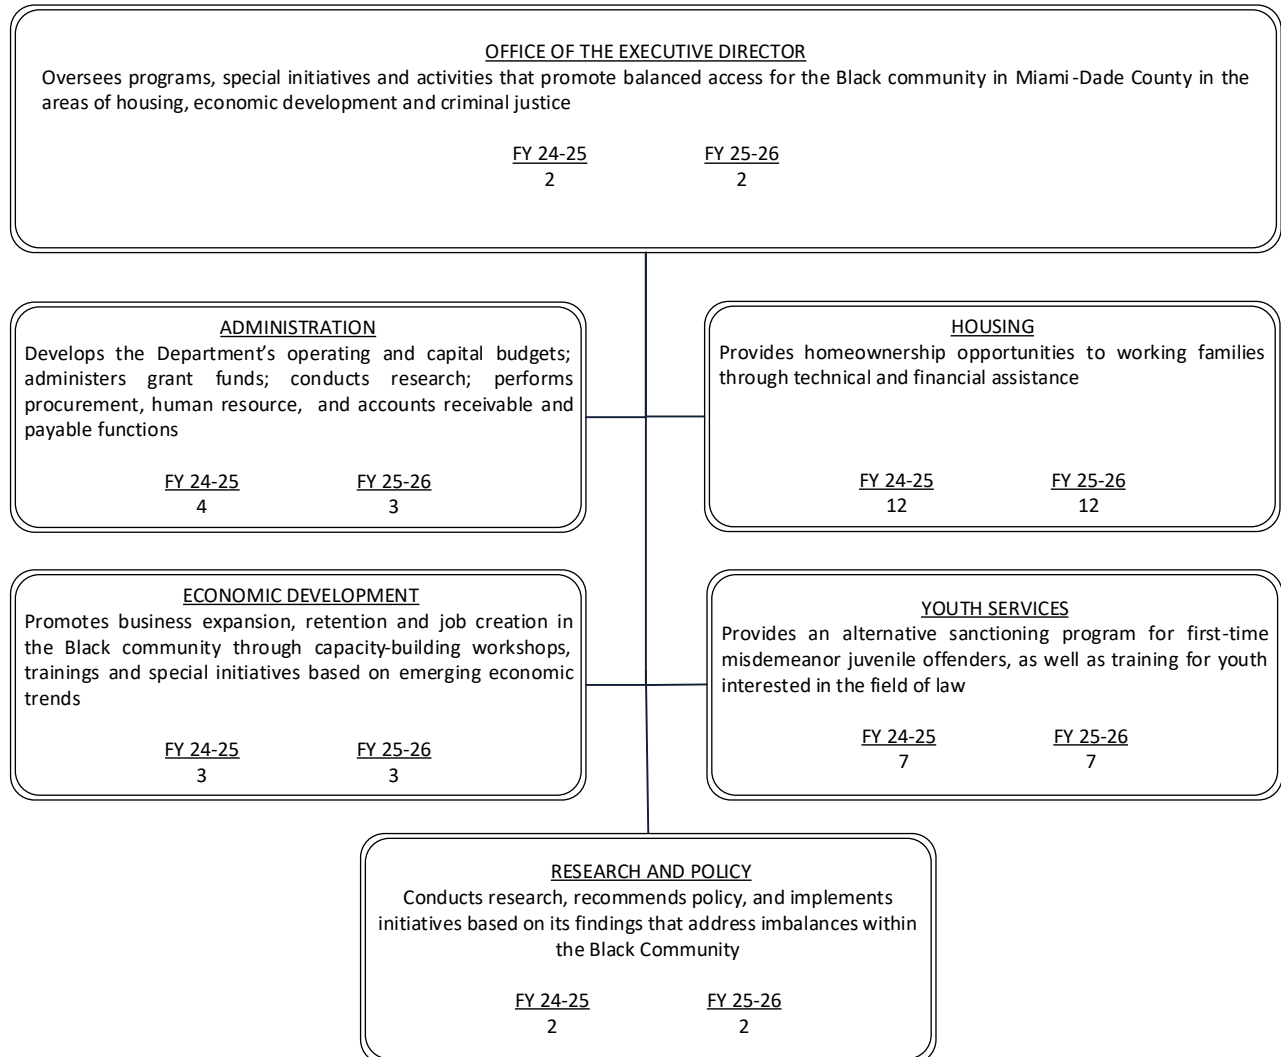 OFFICE OF THE EXECUTIVE DIRECTOR
Oversees programs, special initiatives and activities that promote balanced access for the Black community in Miami-Dade County in the
areas of housing, economic development and criminal justice
FY 24-25 FY 25-26
2 2
ADMINISTRATION
Develops the Department’s operating and capital budgets;
administers grant funds; conducts research; performs
procurement, human resource, and accounts receivable and
payable functions
FY 24-25 FY 25-26
4 3
HOUSING
Provides homeownership opportunities to working families
through technical and financial assistance
FY 24-25 FY 25-26
12 12
ECONOMIC DEVELOPMENT
Promotes business expansion, retention and job creation in
the Black community through capacity-building workshops,
trainings and special initiatives based on emerging economic
trends
FY 24-25 FY 25-26
3 3
YOUTH SERVICES
Provides an alternative sanctioning program for first-time
misdemeanor juvenile offenders, as well as training for youth
interested in the field of law
FY 24-25 FY 25-26
7 7
RESEARCH AND POLICY
Conducts research, recommends policy, and implements
initiatives based on its findings that address imbalances within
the Black Community
FY 24-25 FY 25-26
2 2